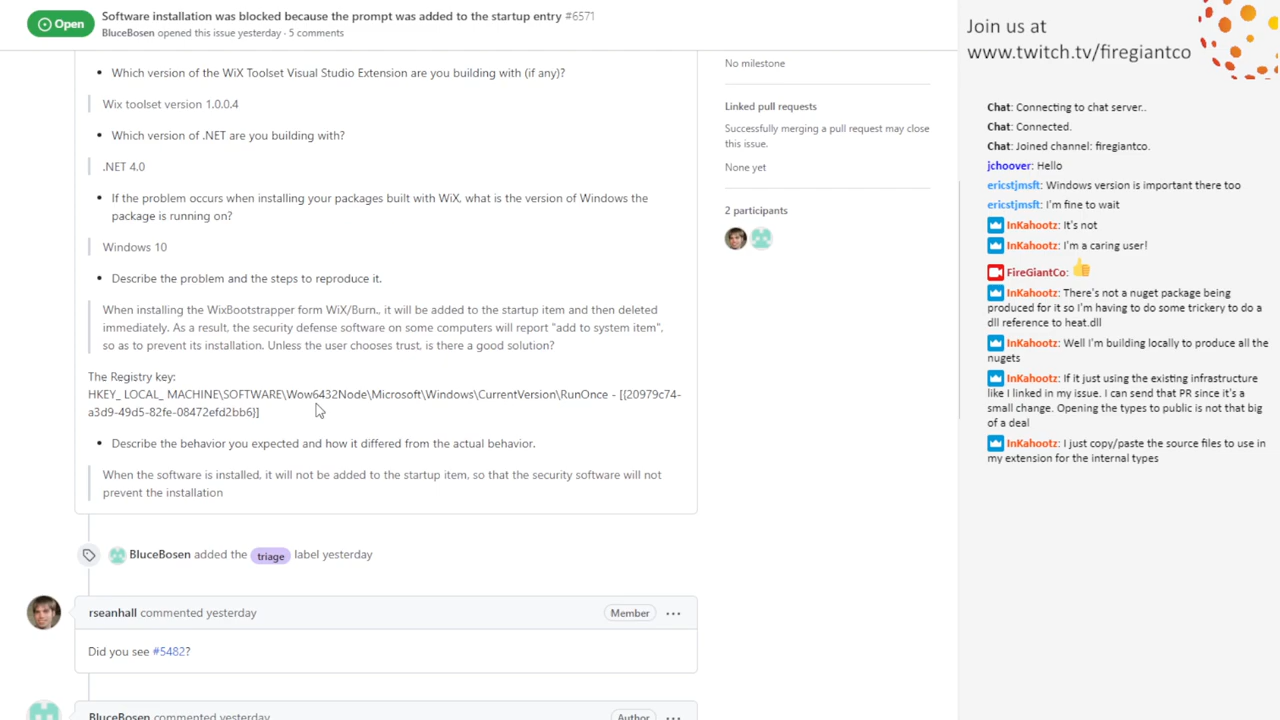 Open
Software installation was blocked because the prompt was added to the startup entry #6571
BluceBosen opened this issue yesterday · 5 comments
• Which version of the WiX Toolset Visual Studio Extension are you building with (if any)?
Wix toolset version 1.0.0.4
• Which version of .NET are you building with?
.NET 4.0
• If the problem occurs when installing your packages built with WiX, what is the version of Windows the
package is running on?
Windows 10
• Describe the problem and the steps to reproduce it.
When installing the WixBootstrapper form WiX/Burn., it will be added to the startup item and then deleted
immediately. As a result, the security defense software on some computers will report "add to system item",
so as to prevent its installation. Unless the user chooses trust, is there a good solution?
The Registry key:
HKEY_ LOCAL_ MACHINE\SOFTWARE\Wow6432Node\Microsoft\Windows\CurrentVersion\RunOnce - [{20979c74-
a3d9-49d5-82fe-08472efd2bb6}]
• Describe the behavior you expected and how it differed from the actual behavior.
When the software is installed, it will not be added to the startup item, so that the security software will not
prevent the installation
BluceBosen added the triage label yesterday
rseanhall commented yesterday
Member
Did you see #5482?
BluceBosen commented yesterday
Author
No milestone
Linked pull requests
Successfully merging a pull request may close
this issue.
None yet
2 participants
Join us at
www.twitch.tv/firegiantco
Chat: Connecting to chat server..
Chat: Connected.
Chat: Joined channel: firegiantco.
jchoover: Hello
ericstjmsft: Windows version is important there too
ericstjmsft: I'm fine to wait
InKahootz: It's not
InKahootz: I'm a caring user!
FireGiantCo:
InKahootz: There's not a nuget package being
produced for it so I'm having to do some trickery to do a
dll reference to heat.dll
InKahootz: Well I'm building locally to produce all the
nugets
InKahootz: If it just using the existing infrastructure
like I linked in my issue. I can send that PR since it's a
small change. Opening the types to public is not that big
of a deal
InKahootz: I just copy/paste the source files to use in
my extension for the internal types